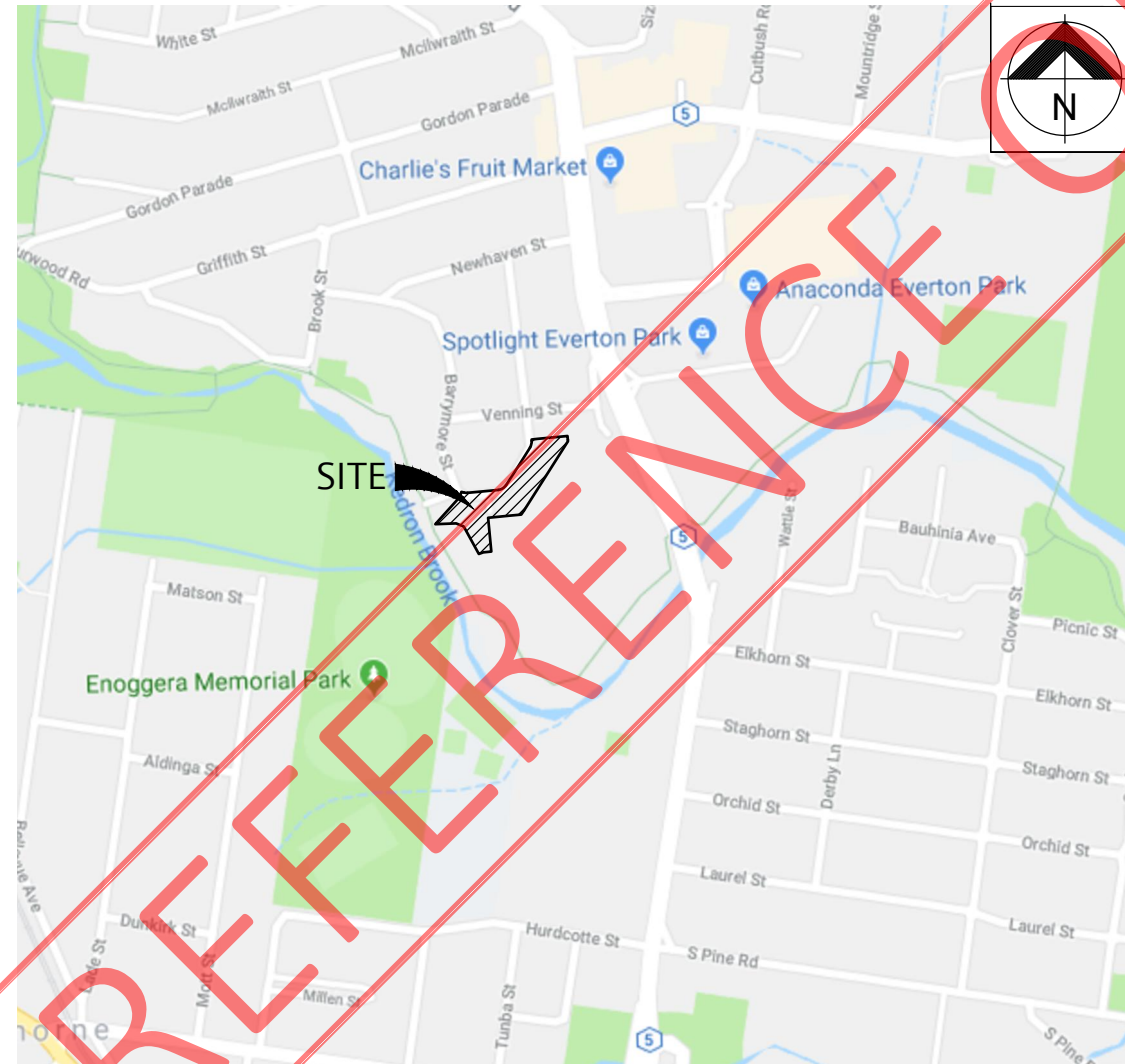 White St
Mcilwraith St
Cutbush Rd
Mountridge S
N
Mcilwraith St
Gordon Parade
5
Charlie's Fruit Market
Gordon Parade
Griffith St
Newhaven St
urwood Rd
Brook St
Anaconda Everton Park
Spotlight Everton Park
Barrymore St
Venning St
SITE
Kedron Brook
Wattle St
5
Bauhinia Ave
Matson St
Clover St
Picnic St
Elkhorn St
Enoggera Memorial Park
Elkhorn St
Staghorn St
Aldinga St
Derby Ln
Staghorn St
Orchid St
Orchid St
Laurel St
Dunkirk St
Hurdcotte St
Laurel St
S Pine Rd
Lade St
Mott St
Millen St
Tunba St
horne
5
S Pine R
REFERENCE